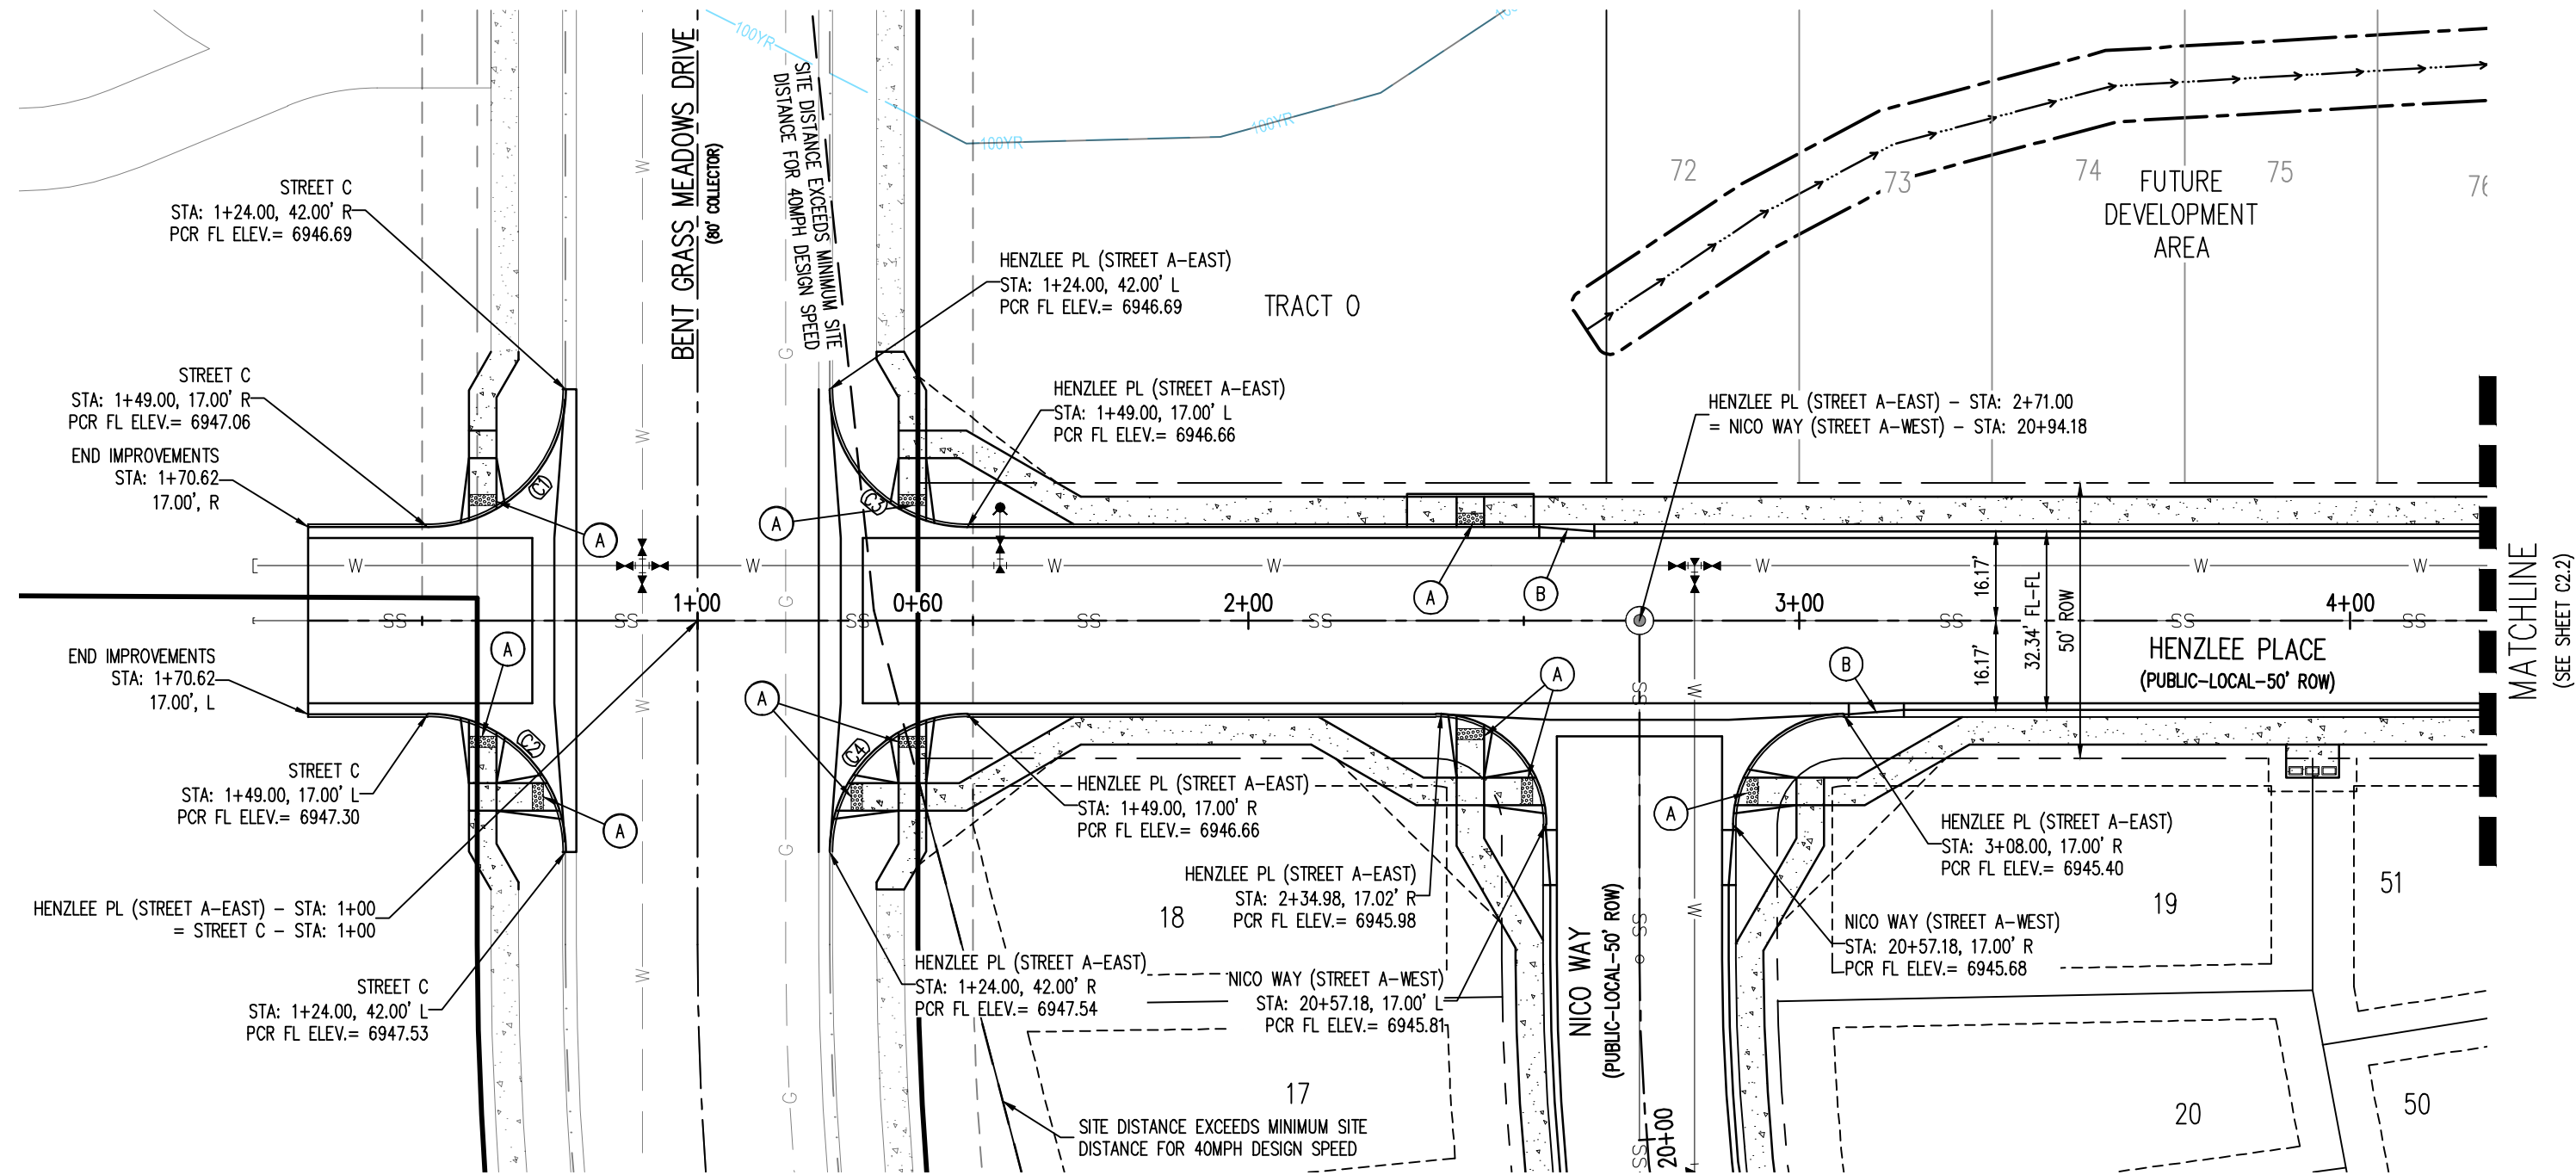 STREET C
STA: 1+24.00, 42.00' R
PCR FL ELEV.= 6946.69
STREET C
STA: 1+49.00, 17.00' R
PCR FL ELEV.= 6947.06
END IMPROVEMENTS
STA: 1+70.62
17.00', R
END IMPROVEMENTS
STA: 1+70.62
17.00', L
STREET C
STA: 1+49.00, 17.00' L
PCR FL ELEV.= 6947.30
HENZLEE PL (STREET A-EAST) - STA: 1+00
= STREET C - STA: 1+00
STREET C
STA: 1+24.00, 42.00' L
PCR FL ELEV.= 6947.53
BENT GRASS MEADOWS DRIVE
(80' COLLECTOR)
SITE DISTANCE EXCEEDS MINIMUM SITE
DISTANCE FOR 40MPH DESIGN SPEED
100YR
100YR
100YR
HENZLEE PL (STREET A-EAST)
STA: 1+24.00, 42.00' L
PCR FL ELEV.= 6946.69
TRACT O
HENZLEE PL (STREET A-EAST)
STA: 1+49.00, 17.00' L
PCR FL ELEV.= 6946.66
HENZLEE PL (STREET A-EAST) - STA: 2+71.00
= NICO WAY (STREET A-WEST) - STA: 20+94.18
72
73
74
75
FUTURE
DEVELOPMENT
AREA
C1
C2
C3
C4
A
A
A
A
A
A
A
A
A
B
B
W
W
W
W
W
W
W
W
W
W
W
W
W
W
G
G
G
G
SS
SS
SS
SS
SS
SS
SS
SS
SS
SS
SS
1+00
0+60
2+00
3+00
4+00
16.17'
16.17'
32.34' FL-FL
50' ROW
HENZLEE PLACE
(PUBLIC-LOCAL-50' ROW)
MATCHLINE
(SEE SHEET C2.2)
HENZLEE PL (STREET A-EAST)
STA: 1+49.00, 17.00' R
PCR FL ELEV.= 6946.66
HENZLEE PL (STREET A-EAST)
STA: 2+34.98, 17.02' R
PCR FL ELEV.= 6945.98
HENZLEE PL (STREET A-EAST)
STA: 1+24.00, 42.00' R
PCR FL ELEV.= 6947.54
NICO WAY (STREET A-WEST)
STA: 20+57.18, 17.00' L
PCR FL ELEV.= 6945.81
NICO WAY
(PUBLIC-LOCAL-50' ROW)
20+00
HENZLEE PL (STREET A-EAST)
STA: 3+08.00, 17.00' R
PCR FL ELEV.= 6945.40
NICO WAY (STREET A-WEST)
STA: 20+57.18, 17.00' R
PCR FL ELEV.= 6945.68
18
17
19
51
20
50
SITE DISTANCE EXCEEDS MINIMUM SITE
DISTANCE FOR 40MPH DESIGN SPEED